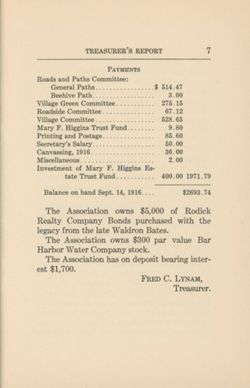 TREASURER'S REPORT 7
PAYMENTS
Roads and Paths Committee:
General Paths............... $ 514.47
Beehive Path................ 3.00
Village Green Committee......... 275.15
Roadside Committee............. 67.12
Village Committee............... 528.65
Mary F. Higgins Trust Fund....... 9.80
Printing and Postage............. 85.60
Secretary's Salary............... 50.00
Canvassing, 1916................ 36.00
Miscellaneous................... 2.00
Investment of Mary F. Higgins Es-
tate Trust Fund.......... 400.00 1971.79
Balance on hand Sept. 14, 1916.... $2693.74
The Association owns $5,000 of Rodick
Realty Company Bonds purchased with the
legacy from the late Waldron Bates.
The Association owns $300 par value Bar
Harbor Water Company stock.
The Association has on deposit bearing inter-
est $1,700.
FRED C. LYNAM,
Treasurer.